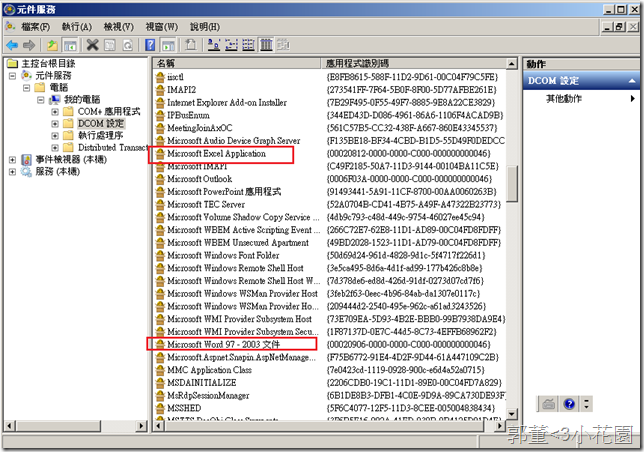 元件服務
檔案(F) 執行(A) 檢視(V) 視窗(W) 說明(H)
主控台根目錄
元件服務
電腦
我的電腦
COM+ 應用程式
DCOM 設定
執行處理序
Distributed Transact
事件檢視器 (本機)
服務 (本機)
名稱 應用程式識別碼
iisctl {E8FB8615-588F-11D2-9D61-00C04F79C5FE}
IMAPI2 {273541FF-7F64-5B0F-8F00-5D77AFBE261E}
Internet Explorer Add-on Installer {7B29F495-0F55-49F7-8885-9E8A22CE3829}
IPBusEnum {344ED43D-D086-4961-86A6-1106F4ACAD9B}
MeetingJoinAxOC {561C57B5-CC32-438F-A667-860E43345537}
Microsoft Audio Device Graph Server {F135BE18-BF34-4CBD-B1D5-55D49F0DEDCC
Microsoft Excel Application {00020812-0000-0000-C000-000000000046}
Microsoft IMAPI {C49F2185-50A7-11D3-9144-00104BA11C5E}
Microsoft Outlook {0006F03A-0000-0000-C000-000000000046}
Microsoft PowerPoint 應用程式 {91493441-5A91-11CF-8700-00AA0060263B}
Microsoft TEC Server {52A0704B-CD41-4B75-A49F-A47322B23773}
Microsoft Volume Shadow Copy Service ... {4db9c793-c48d-449c-9754-46027ee45c94}
Microsoft WBEM Active Scripting Event ... {266C72E7-62E8-11D1-AD89-00C04FD8FDFF}
Microsoft WBEM Unsecured Apartment {49BD2028-1523-11D1-AD79-00C04FD8FDFF}
Microsoft Windows Font Folder {50d69d24-961d-4828-9d1c-5f4717f226d1}
Microsoft Windows Remote Shell Host {3e5ca495-8d6a-4d1f-ad99-177b426c8b8e}
Microsoft Windows Remote Shell Host W... {7d378de6-ed8d-426d-91df-0273d07cd7f6}
Microsoft Windows WSMan Provider Host {3feb2f63-0eec-4b96-84ab-da1307e0117c}
Microsoft Windows WSMan Provider Ho... {209444d2-2540-495e-962c-a61ad3243526}
Microsoft WMI Provider Subsystem Host {73E709EA-5D93-4B2E-BBB0-99B7938DA9E4}
Microsoft WMI Provider Subsystem Secu... {1F87137D-0E7C-44d5-8C73-4EFFB68962F2}
Microsoft Word 97 - 2003 文件 {00020906-0000-0000-C000-000000000046}
Microsoft.Aspnet.Snapin.AspNetManage... {F75B6772-91E4-4D2F-9D44-61A447109C2B}
MMC Application Class {7e0423cd-1119-0928-900c-e6d4a52a0715}
MSDAINITIALIZE {2206CDB0-19C1-11D1-89E0-00C04FD7A829}
MsRdpSessionManager {6B1DE8B3-DFB1-4C0E-9D9A-89CA730DE93F}
MSSHED {5F6C4077-12F5-11D3-8CEE-005004838434}
動作
DCOM 設定
其他動作
郭董<3小花園